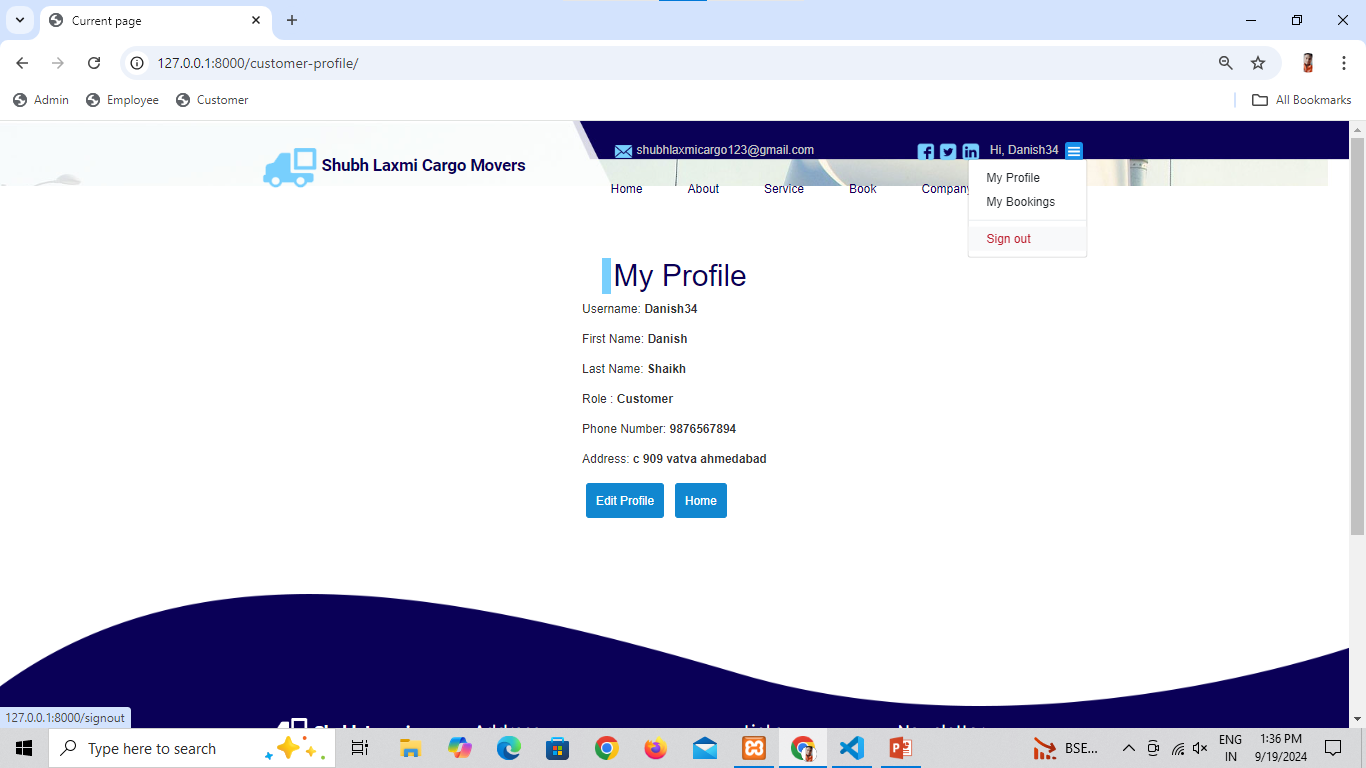 Current page
127.0.0.1:8000/customer-profile/
Admin Employee Customer All Bookmarks
Shubh Laxmi Cargo Movers
shubhlaxmicargo123@gmail.com Hi, Danish34
Home About Service Book Company
My Profile
My Bookings
Sign out
My Profile
Username: Danish34
First Name: Danish
Last Name: Shaikh
Role : Customer
Phone Number: 9876567894
Address: c 909 vatva ahmedabad
Edit Profile Home
127.0.0.1:8000/signout
Type here to search
BSE...
ENG
IN
1:36 PM
9/19/2024